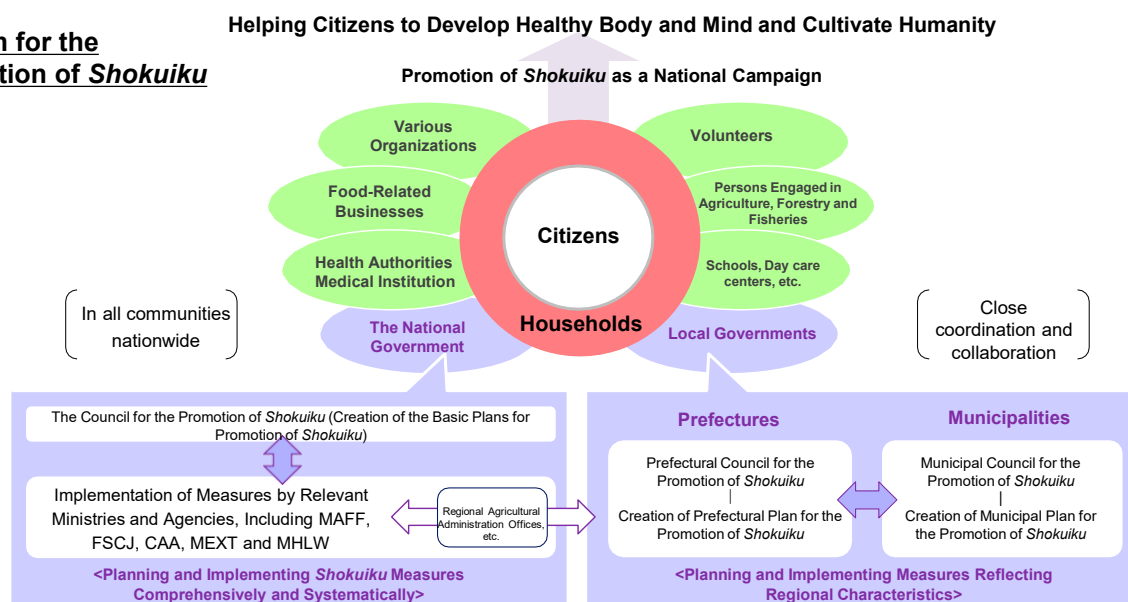 Helping Citizens to Develop Healthy Body and Mind and Cultivate Humanity
for the
tion of Shokuiku
Promotion of Shokuiku as a National Campaign
Various
Organizations
Volunteers
Food-Related
Businesses
Persons Engaged in
Agriculture, Forestry and
Fisheries
Citizens
Health Authorities
Medical Institution
Schools, Day care
centers, etc.
In all communities
nationwide
The National
Government
Households
Local Governments
Close
coordination and
collaboration
The Council for the Promotion of Shokuiku (Creation of the Basic Plans for
Promotion of Shokuiku)
Implementation of Measures by Relevant
Ministries and Agencies, Including MAFF,
FSCJ, CAA, MEXT and MHLW
<Planning and Implementing Shokuiku Measures
Comprehensively and Systematically>
Regional Agricultural
Administration Offices,
etc.
Prefectures
Prefectural Council for the
Promotion of Shokuiku
Creation of Prefectural Plan for the
Promotion of Shokuiku
Municipalities
Municipal Council for the
Promotion of Shokuiku
Creation of Municipal Plan for
the Promotion of Shokuiku
<Planning and Implementing Measures Reflecting
Regional Characteristics>